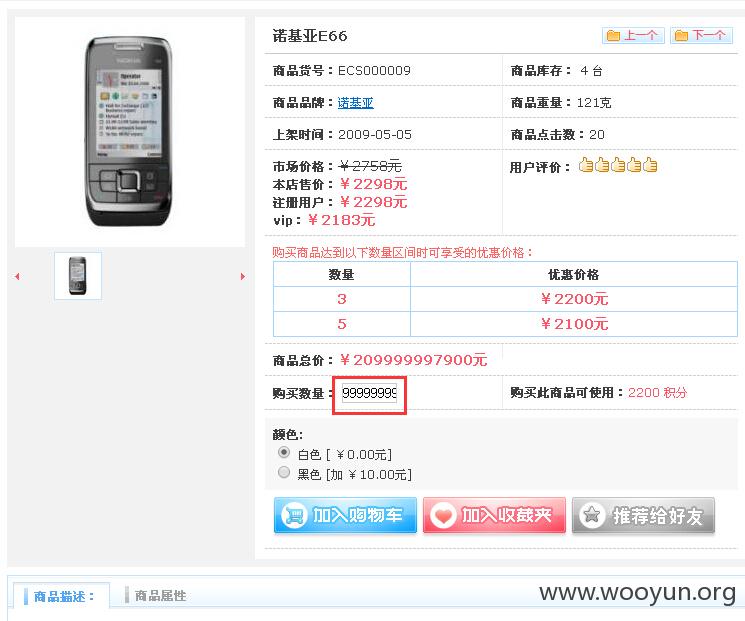 诺基亚E66
上一个 下一个
商品货号：ECS000009 商品库存： 4 台
商品品牌：诺基亚 商品重量：121克
上架时间：2009-05-05 商品点击数：20
市场价格：￥2758元 用户评价：
本店售价：￥2298元
注册用户：￥2298元
vip：￥2183元
购买商品达到以下数量区间时可享受的优惠价格：
数量 优惠价格
3 ￥2200元
5 ￥2100元
商品总价：￥209999997900元
购买数量： 99999999 购买此商品可使用：2200 积分
颜色:
白色 [ ￥0.00元]
黑色 [加 ￥10.00元]
加入购物车 加入收藏夹 推荐给好友
商品描述： 商品属性
www.wooyun.org